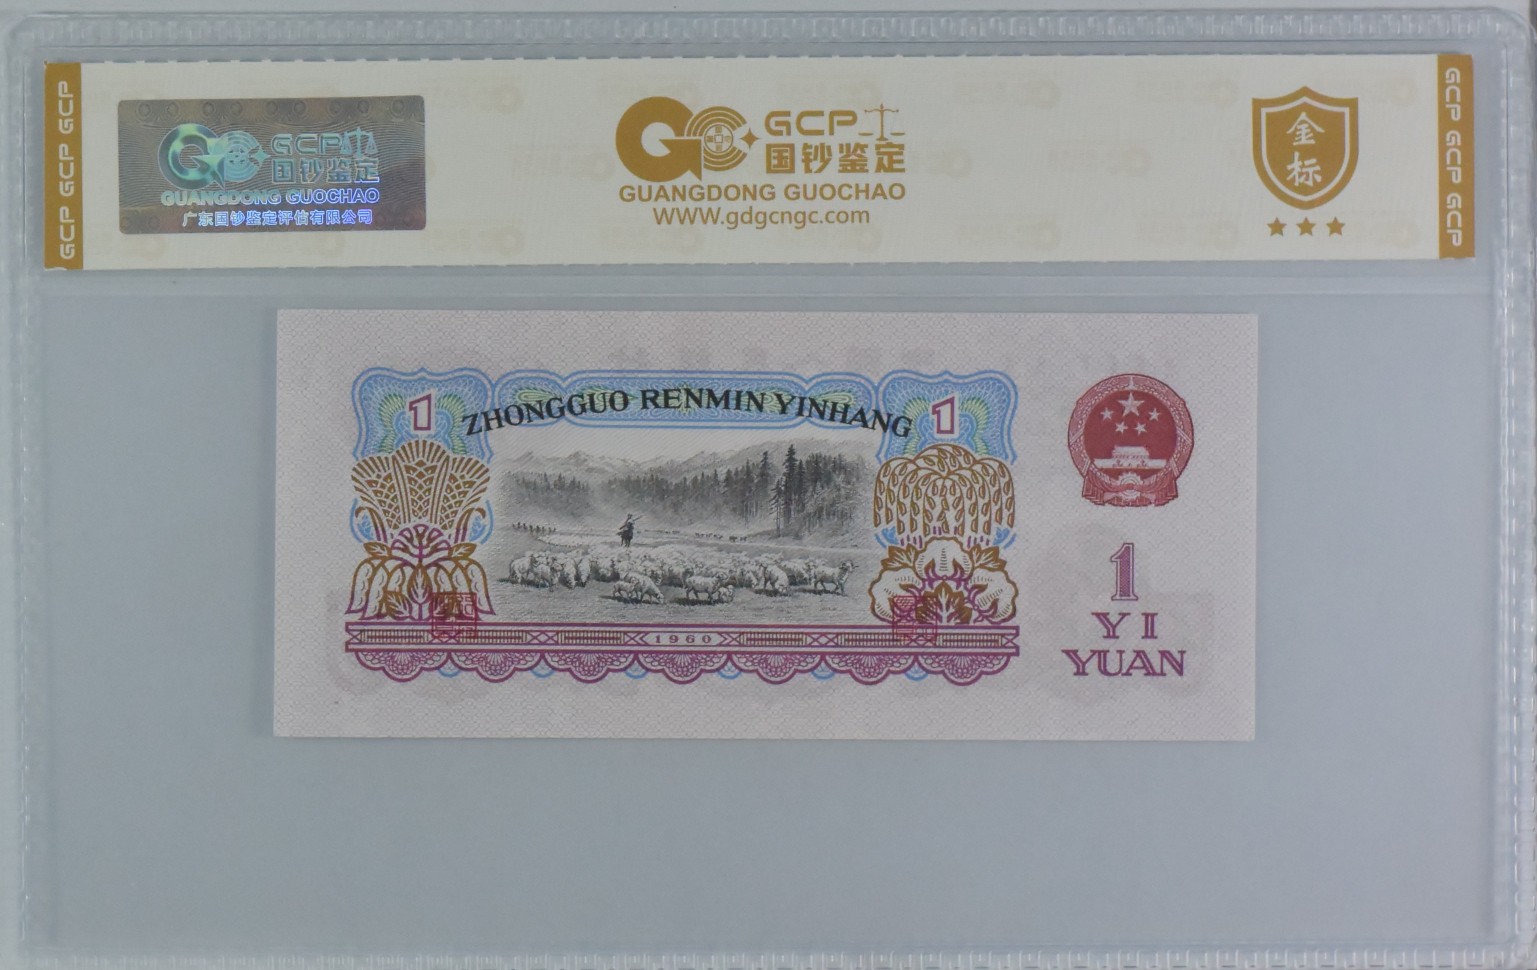 GCP GCP GCP
GCP
国钞鉴定
GUANGDONG GUOCHAO
广东国钞鉴定评估有限公司
GCP
国钞鉴定
GUANGDONG GUOCHAO
WWW.gdgcngc.com
金标
GCP GCP GCP
1
ZHONGGUO RENMIN YINHANG
1
1960
1
YI
YUAN